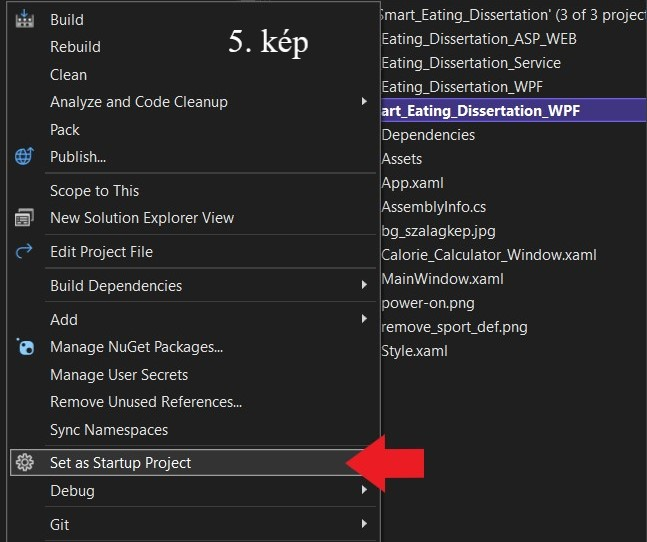 Build
Rebuild
Clean
Analyze and Code Cleanup
Pack
Publish...
Scope to This
New Solution Explorer View
Edit Project File
Build Dependencies
Add
Manage NuGet Packages...
Manage User Secrets
Remove Unused References...
Sync Namespaces
Set as Startup Project
Debug
Git
5. kép
Smart_Eating_Dissertation' (3 of 3 project
Eating_Dissertation_ASP_WEB
Eating_Dissertation_Service
Eating_Dissertation_WPF
art_Eating_Dissertation_WPF
Dependencies
Assets
App.xaml
AssemblyInfo.cs
bg_szalagkep.jpg
Calorie_Calculator_Window.xaml
MainWindow.xaml
power-on.png
remove_sport_def.png
Style.xaml